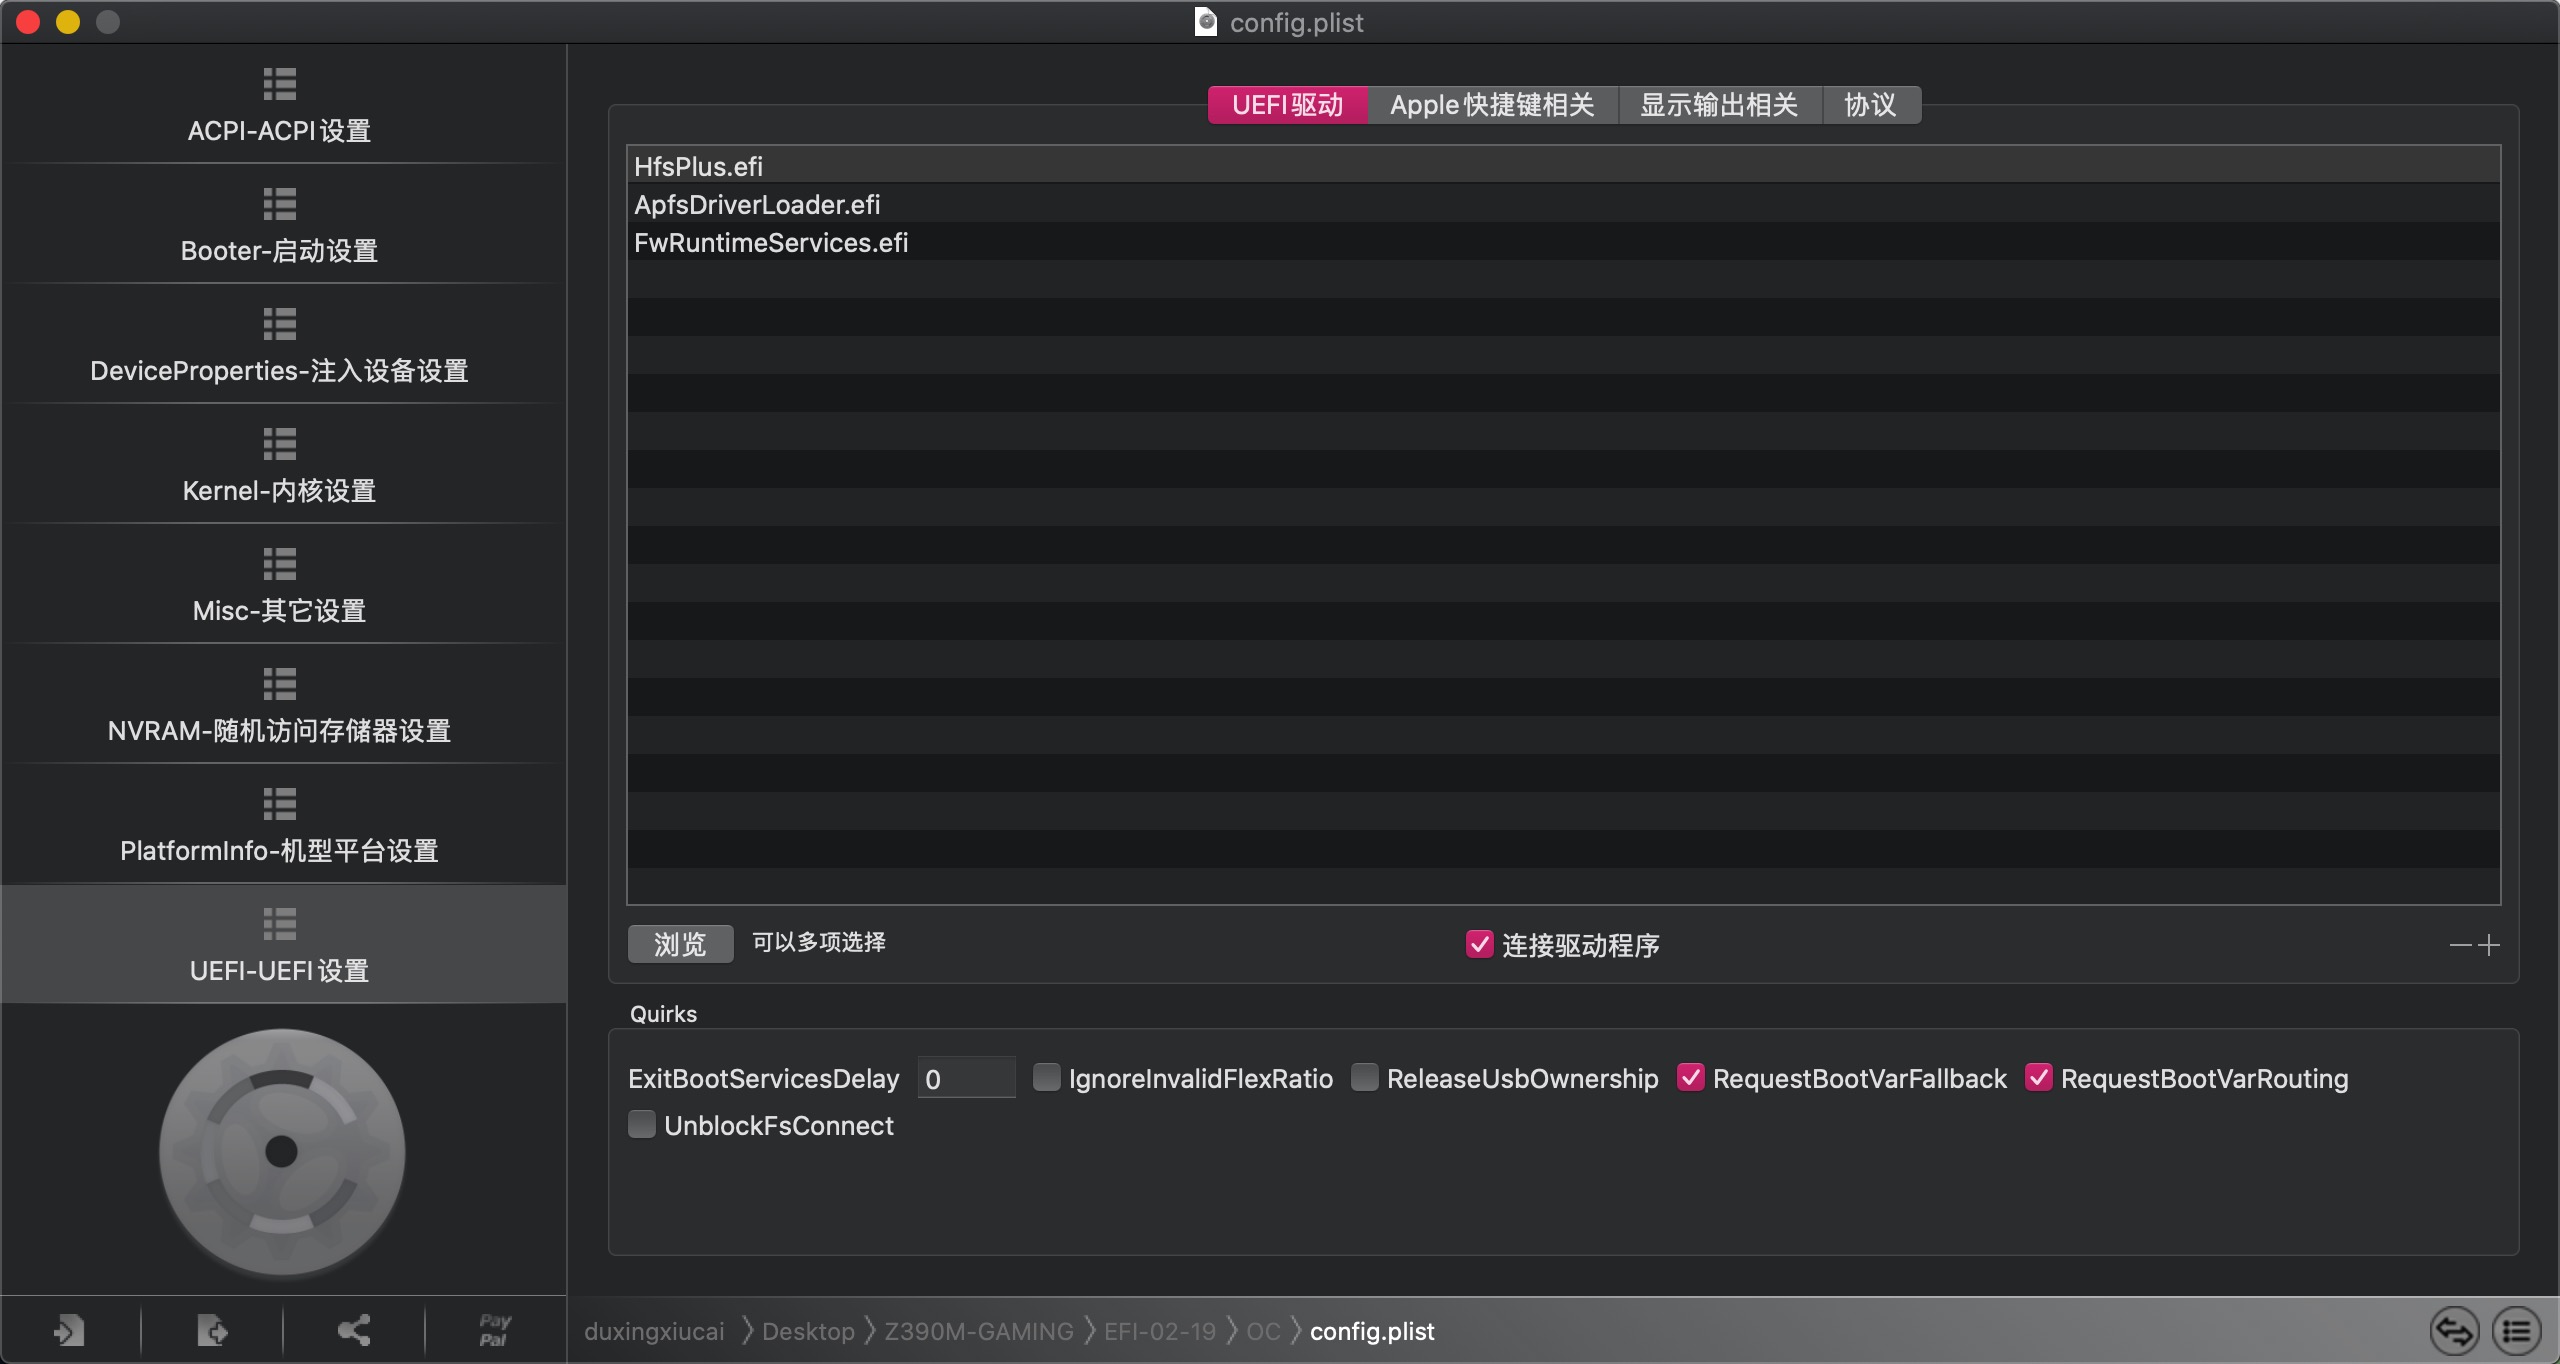 config.plist
ACPI-ACPI设置
Booter-启动设置
DeviceProperties-注入设备设置
Kernel-内核设置
Misc-其它设置
NVRAM-随机访问存储器设置
PlatformInfo-机型平台设置
UEFI-UEFI设置
Pay
Pal
UEFI驱动 Apple快捷键相关 显示输出相关 协议
HfsPlus.efi
ApfsDriverLoader.efi
FwRuntimeServices.efi
浏览 可以多项选择 连接驱动程序
Quirks
ExitBootServicesDelay 0 IgnoreInvalidFlexRatio ReleaseUsbOwnership RequestBootVarFallback RequestBootVarRouting
UnblockFsConnect
duxingxiucai 〉Desktop 〉Z390M-GAMING 〉EFI-02-19 〉OC 〉config.plist